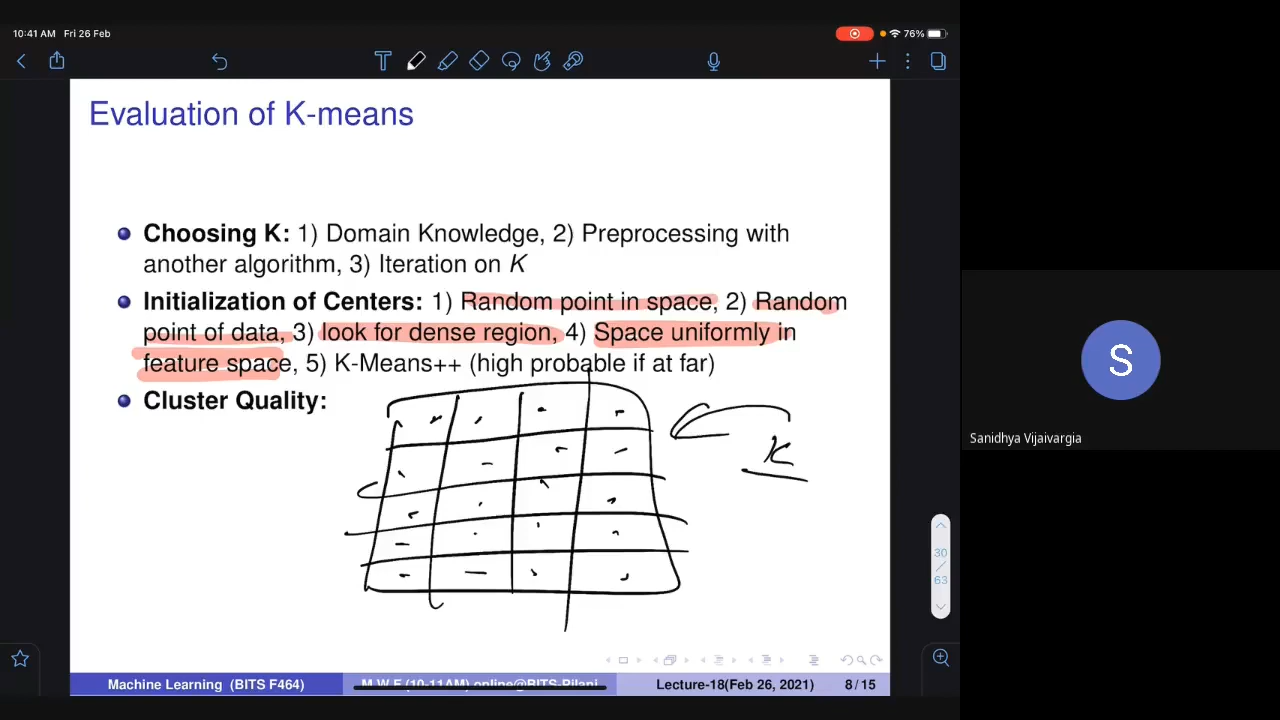 10:41 AM Fri 26 Feb
76%
Evaluation of K-means
Choosing K: 1) Domain Knowledge, 2) Preprocessing with
another algorithm, 3) Iteration on K
Initialization of Centers: 1) Random point in space, 2) Random
point of data, 3) look for dense region, 4) Space uniformly in
feature space, 5) K-Means++ (high probable if at far)
Cluster Quality:
K
S
Sanidhya Vijaivargia
30
/
63
Machine Learning (BITS F464)
M W F (10-11AM) online@BITS-Pilani
Lecture-18(Feb 26, 2021)
8/15